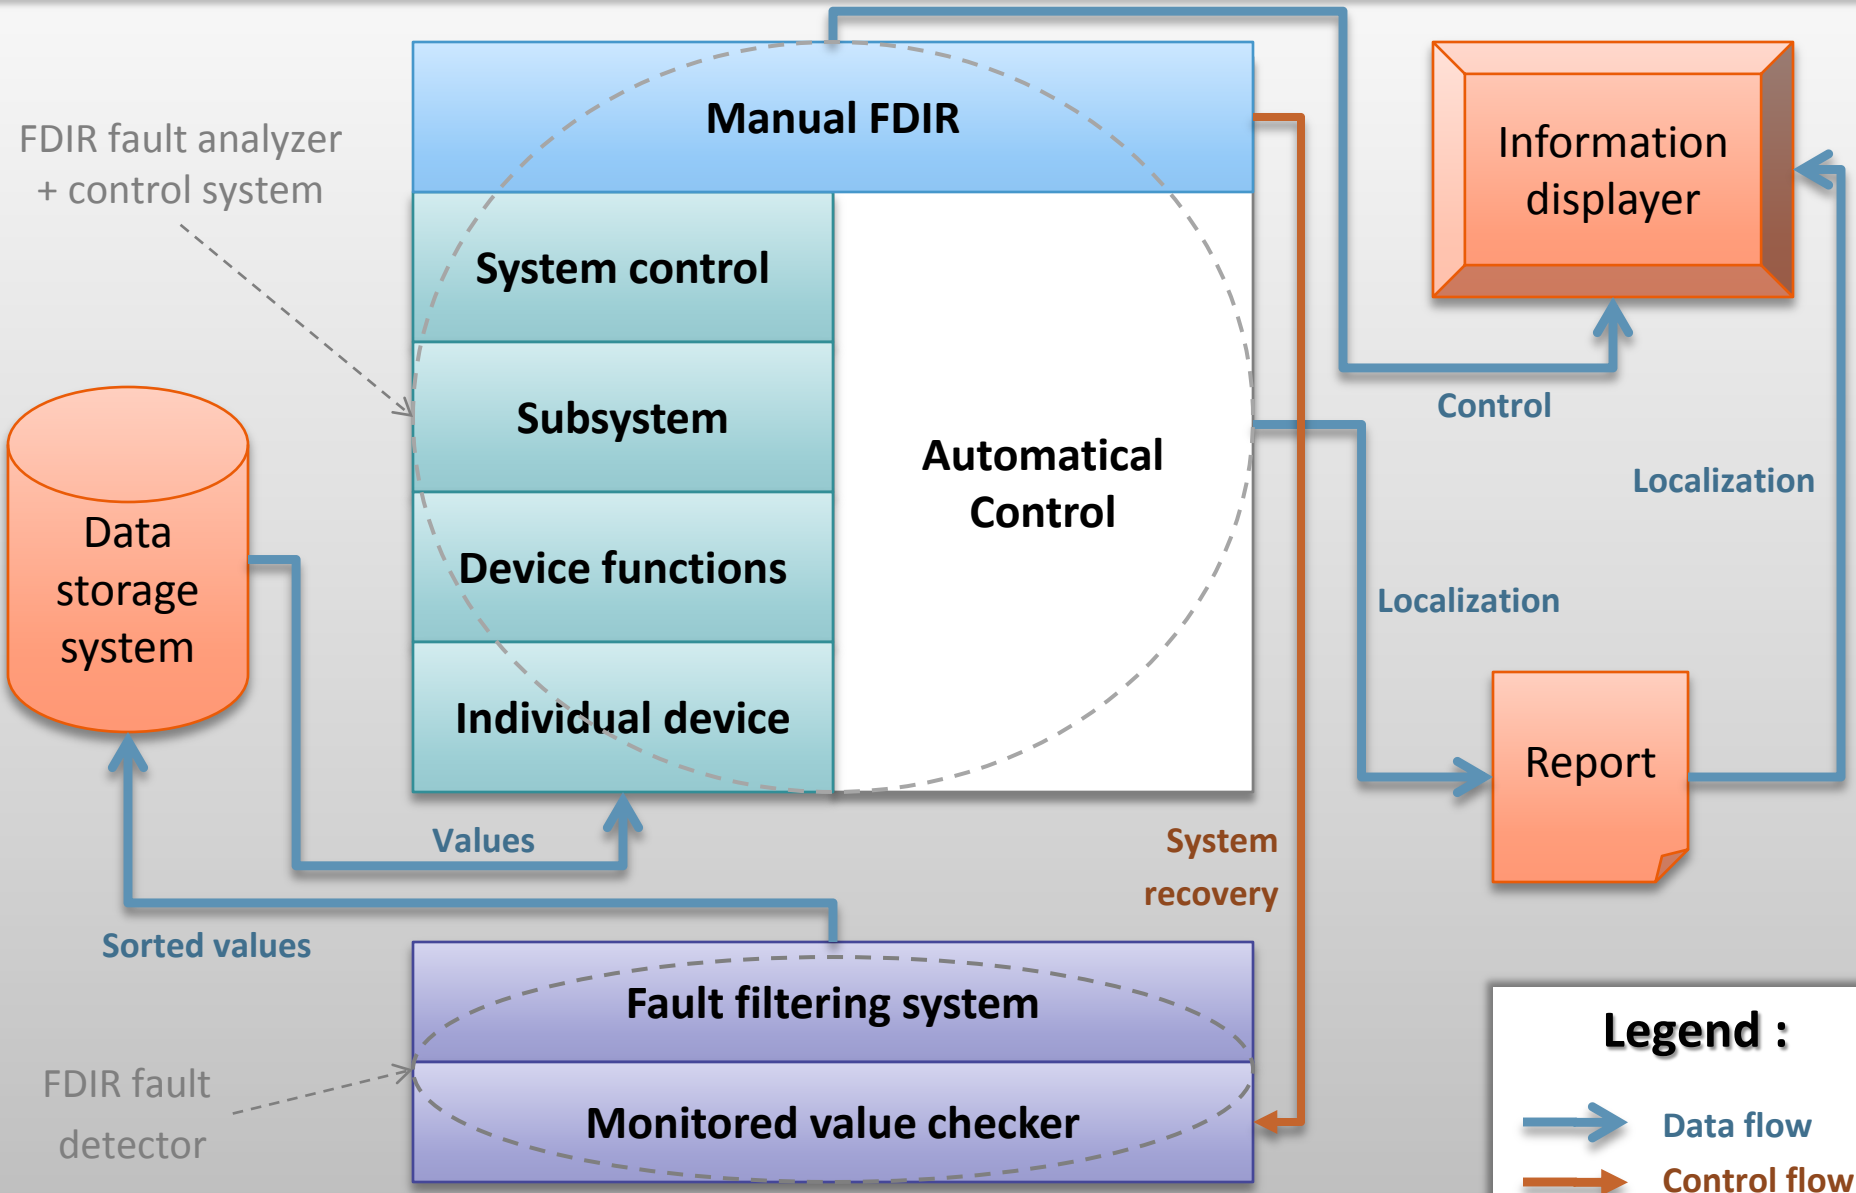 Manual FDIR
FDIR fault analyzer
+ control system
Information
displayer
System control
Subsystem
Control
Automatical
Control
Localization
Data
storage
system
Device functions
Localization
Individual device
Report
Values
System
recovery
Sorted values
Fault filtering system
Legend :
FDIR fault
detector
Monitored value checker
Data flow
Control flow